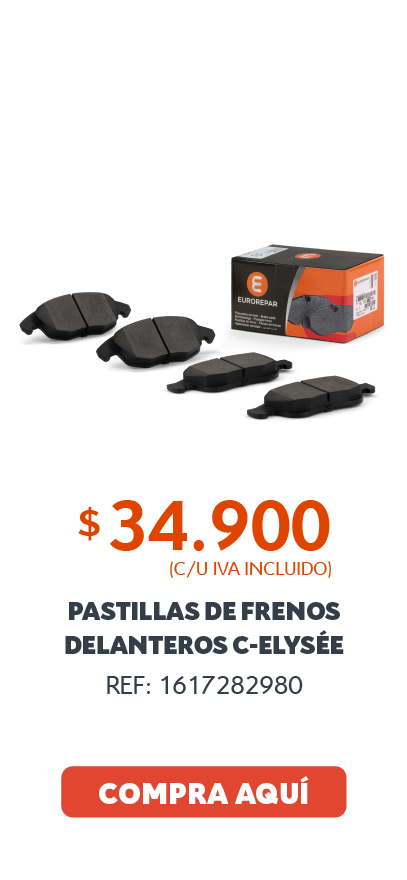 E
EUROREPAR
$ 34.900
(C/U IVA INCLUIDO)
PASTILLAS DE FRENOS
DELANTEROS C-ELYSÉE
REF: 1617282980
COMPRA AQUÍ